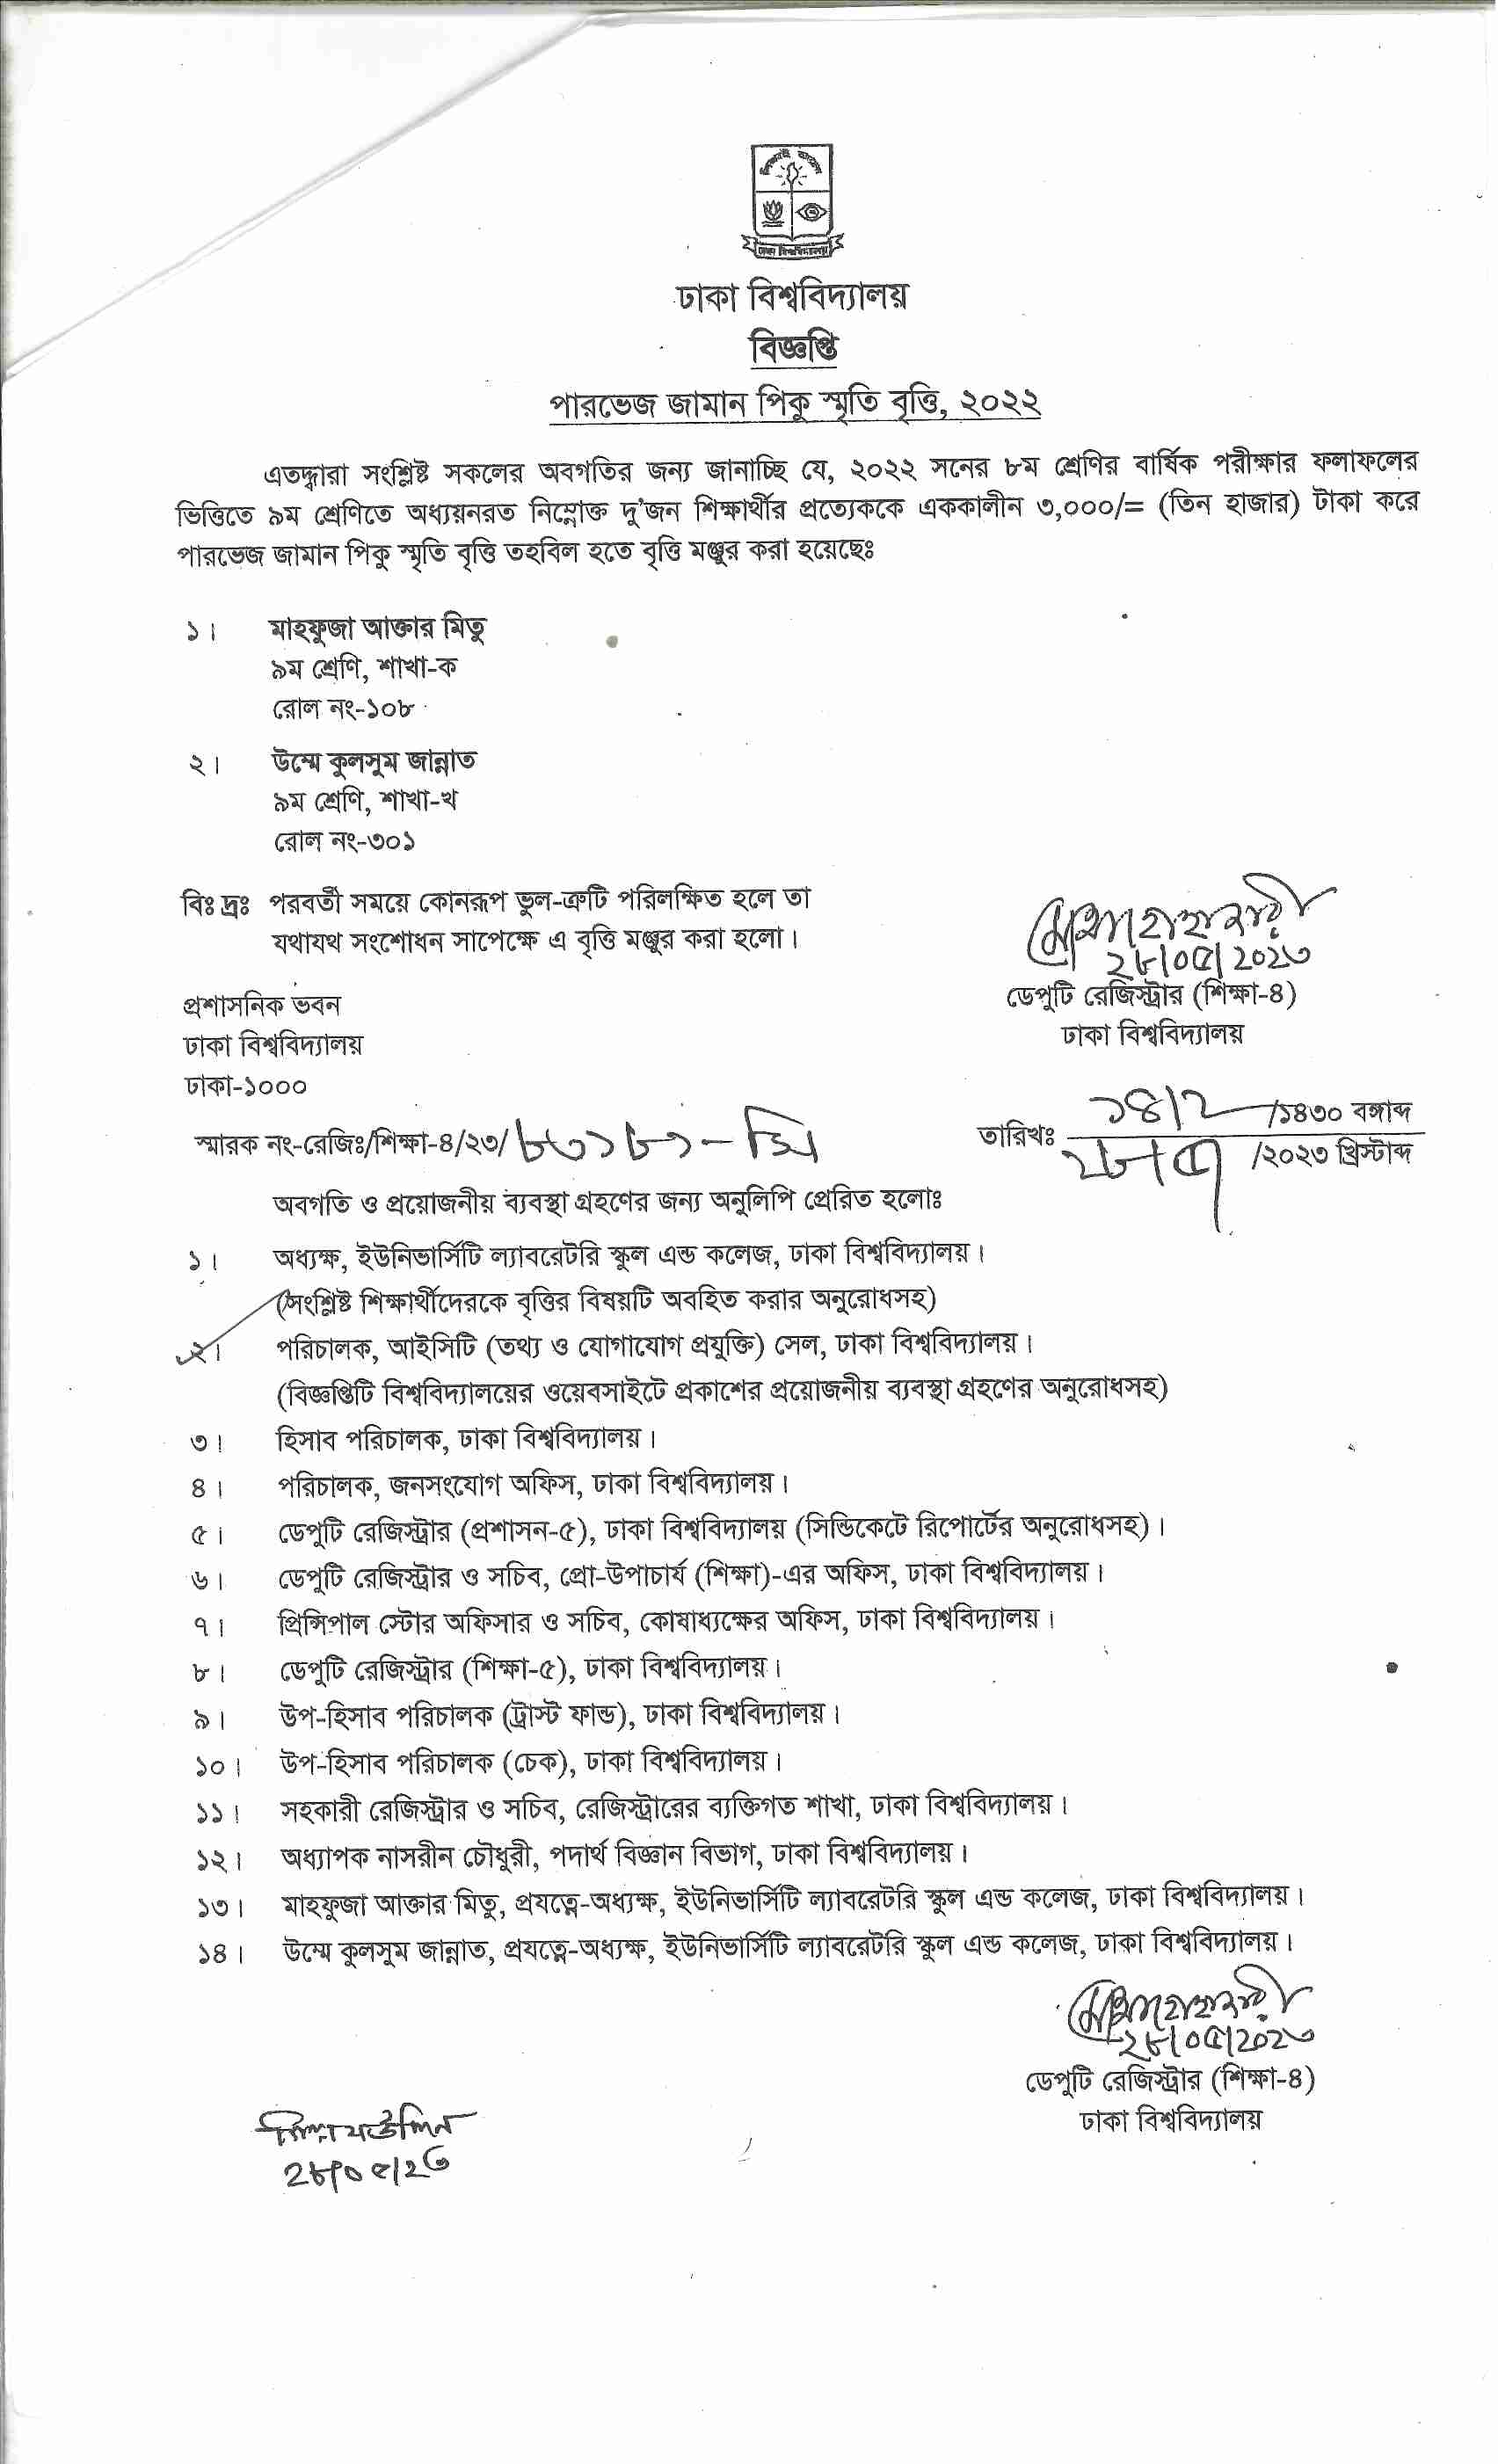 ঢাকা বিশ্ববিদ্যালয়
ঢাকা বিশ্ববিদ্যালয়
বিজ্ঞপ্তি
পারভেজ জামান পিকু স্মৃতি বৃত্তি, ২০২২
এতদ্দ্বারা সংশ্লিষ্ট সকলের অবগতির জন্য জানাচ্ছি যে, ২০২২ সনের ৮ম শ্রেণির বার্ষিক পরীক্ষার ফলাফলের
ভিত্তিতে ৯ম শ্রেণিতে অধ্যয়নরত নিম্নোক্ত দু'জন শিক্ষার্থীর প্রত্যেককে এককালীন ৩,০০০/= (তিন হাজার) টাকা করে
পারভেজ জামান পিকু স্মৃতি বৃত্তি তহবিল হতে বৃত্তি মঞ্জুর করা হয়েছেঃ
১। মাহফুজা আক্তার মিতু
৯ম শ্রেণি, শাখা-ক
রোল নং-১০৮
২। উম্মে কুলসুম জান্নাত
৯ম শ্রেণি, শাখা-খ
রোল নং-৩০১
বিঃ দ্রঃ পরবর্তী সময়ে কোনরূপ ভুল-ত্রুটি পরিলক্ষিত হলে তা
যথাযথ সংশোধন সাপেক্ষে এ বৃত্তি মঞ্জুর করা হলো।
২৮/০৫/২০২৩
ডেপুটি রেজিস্ট্রার (শিক্ষা-৪)
ঢাকা বিশ্ববিদ্যালয়
প্রশাসনিক ভবন
ঢাকা বিশ্ববিদ্যালয়
ঢাকা-১০০০
স্মারক নং-রেজিঃ/শিক্ষা-৪/২৩/
তারিখঃ ১৪/২/১৪৩০ বঙ্গাব্দ
২৮/৫/২০২৩ খ্রিস্টাব্দ
অবগতি ও প্রয়োজনীয় ব্যবস্থা গ্রহণের জন্য অনুলিপি প্রেরিত হলোঃ
১। অধ্যক্ষ, ইউনিভার্সিটি ল্যাবরেটরি স্কুল এন্ড কলেজ, ঢাকা বিশ্ববিদ্যালয়।
(সংশ্লিষ্ট শিক্ষার্থীদেরকে বৃত্তির বিষয়টি অবহিত করার অনুরোধসহ)
২। পরিচালক, আইসিটি (তথ্য ও যোগাযোগ প্রযুক্তি) সেল, ঢাকা বিশ্ববিদ্যালয়।
(বিজ্ঞপ্তিটি বিশ্ববিদ্যালয়ের ওয়েবসাইটে প্রকাশের প্রয়োজনীয় ব্যবস্থা গ্রহণের অনুরোধসহ)
৩। হিসাব পরিচালক, ঢাকা বিশ্ববিদ্যালয়।
৪। পরিচালক, জনসংযোগ অফিস, ঢাকা বিশ্ববিদ্যালয়।
৫। ডেপুটি রেজিস্ট্রার (প্রশাসন-৫), ঢাকা বিশ্ববিদ্যালয় (সিন্ডিকেটে রিপোর্টের অনুরোধসহ)।
৬। ডেপুটি রেজিস্ট্রার ও সচিব, প্রো-উপাচার্য (শিক্ষা)-এর অফিস, ঢাকা বিশ্ববিদ্যালয়।
৭। প্রিন্সিপাল স্টোর অফিসার ও সচিব, কোষাধ্যক্ষের অফিস, ঢাকা বিশ্ববিদ্যালয়।
৮। ডেপুটি রেজিস্ট্রার (শিক্ষা-৫), ঢাকা বিশ্ববিদ্যালয়।
৯। উপ-হিসাব পরিচালক (ট্রাস্ট ফান্ড), ঢাকা বিশ্ববিদ্যালয়।
১০। উপ-হিসাব পরিচালক (চেক), ঢাকা বিশ্ববিদ্যালয়।
১১। সহকারী রেজিস্ট্রার ও সচিব, রেজিস্ট্রারের ব্যক্তিগত শাখা, ঢাকা বিশ্ববিদ্যালয়।
১২। অধ্যাপক নাসরীন চৌধুরী, পদার্থ বিজ্ঞান বিভাগ, ঢাকা বিশ্ববিদ্যালয়।
১৩। মাহফুজা আক্তার মিতু, প্রযত্নে-অধ্যক্ষ, ইউনিভার্সিটি ল্যাবরেটরি স্কুল এন্ড কলেজ, ঢাকা বিশ্ববিদ্যালয়।
১৪। উম্মে কুলসুম জান্নাত, প্রযত্নে-অধ্যক্ষ, ইউনিভার্সিটি ল্যাবরেটরি স্কুল এন্ড কলেজ, ঢাকা বিশ্ববিদ্যালয়।
২৮/০৫/২০২৩
ডেপুটি রেজিস্ট্রার (শিক্ষা-৪)
ঢাকা বিশ্ববিদ্যালয়
২৮/০৫/২৩